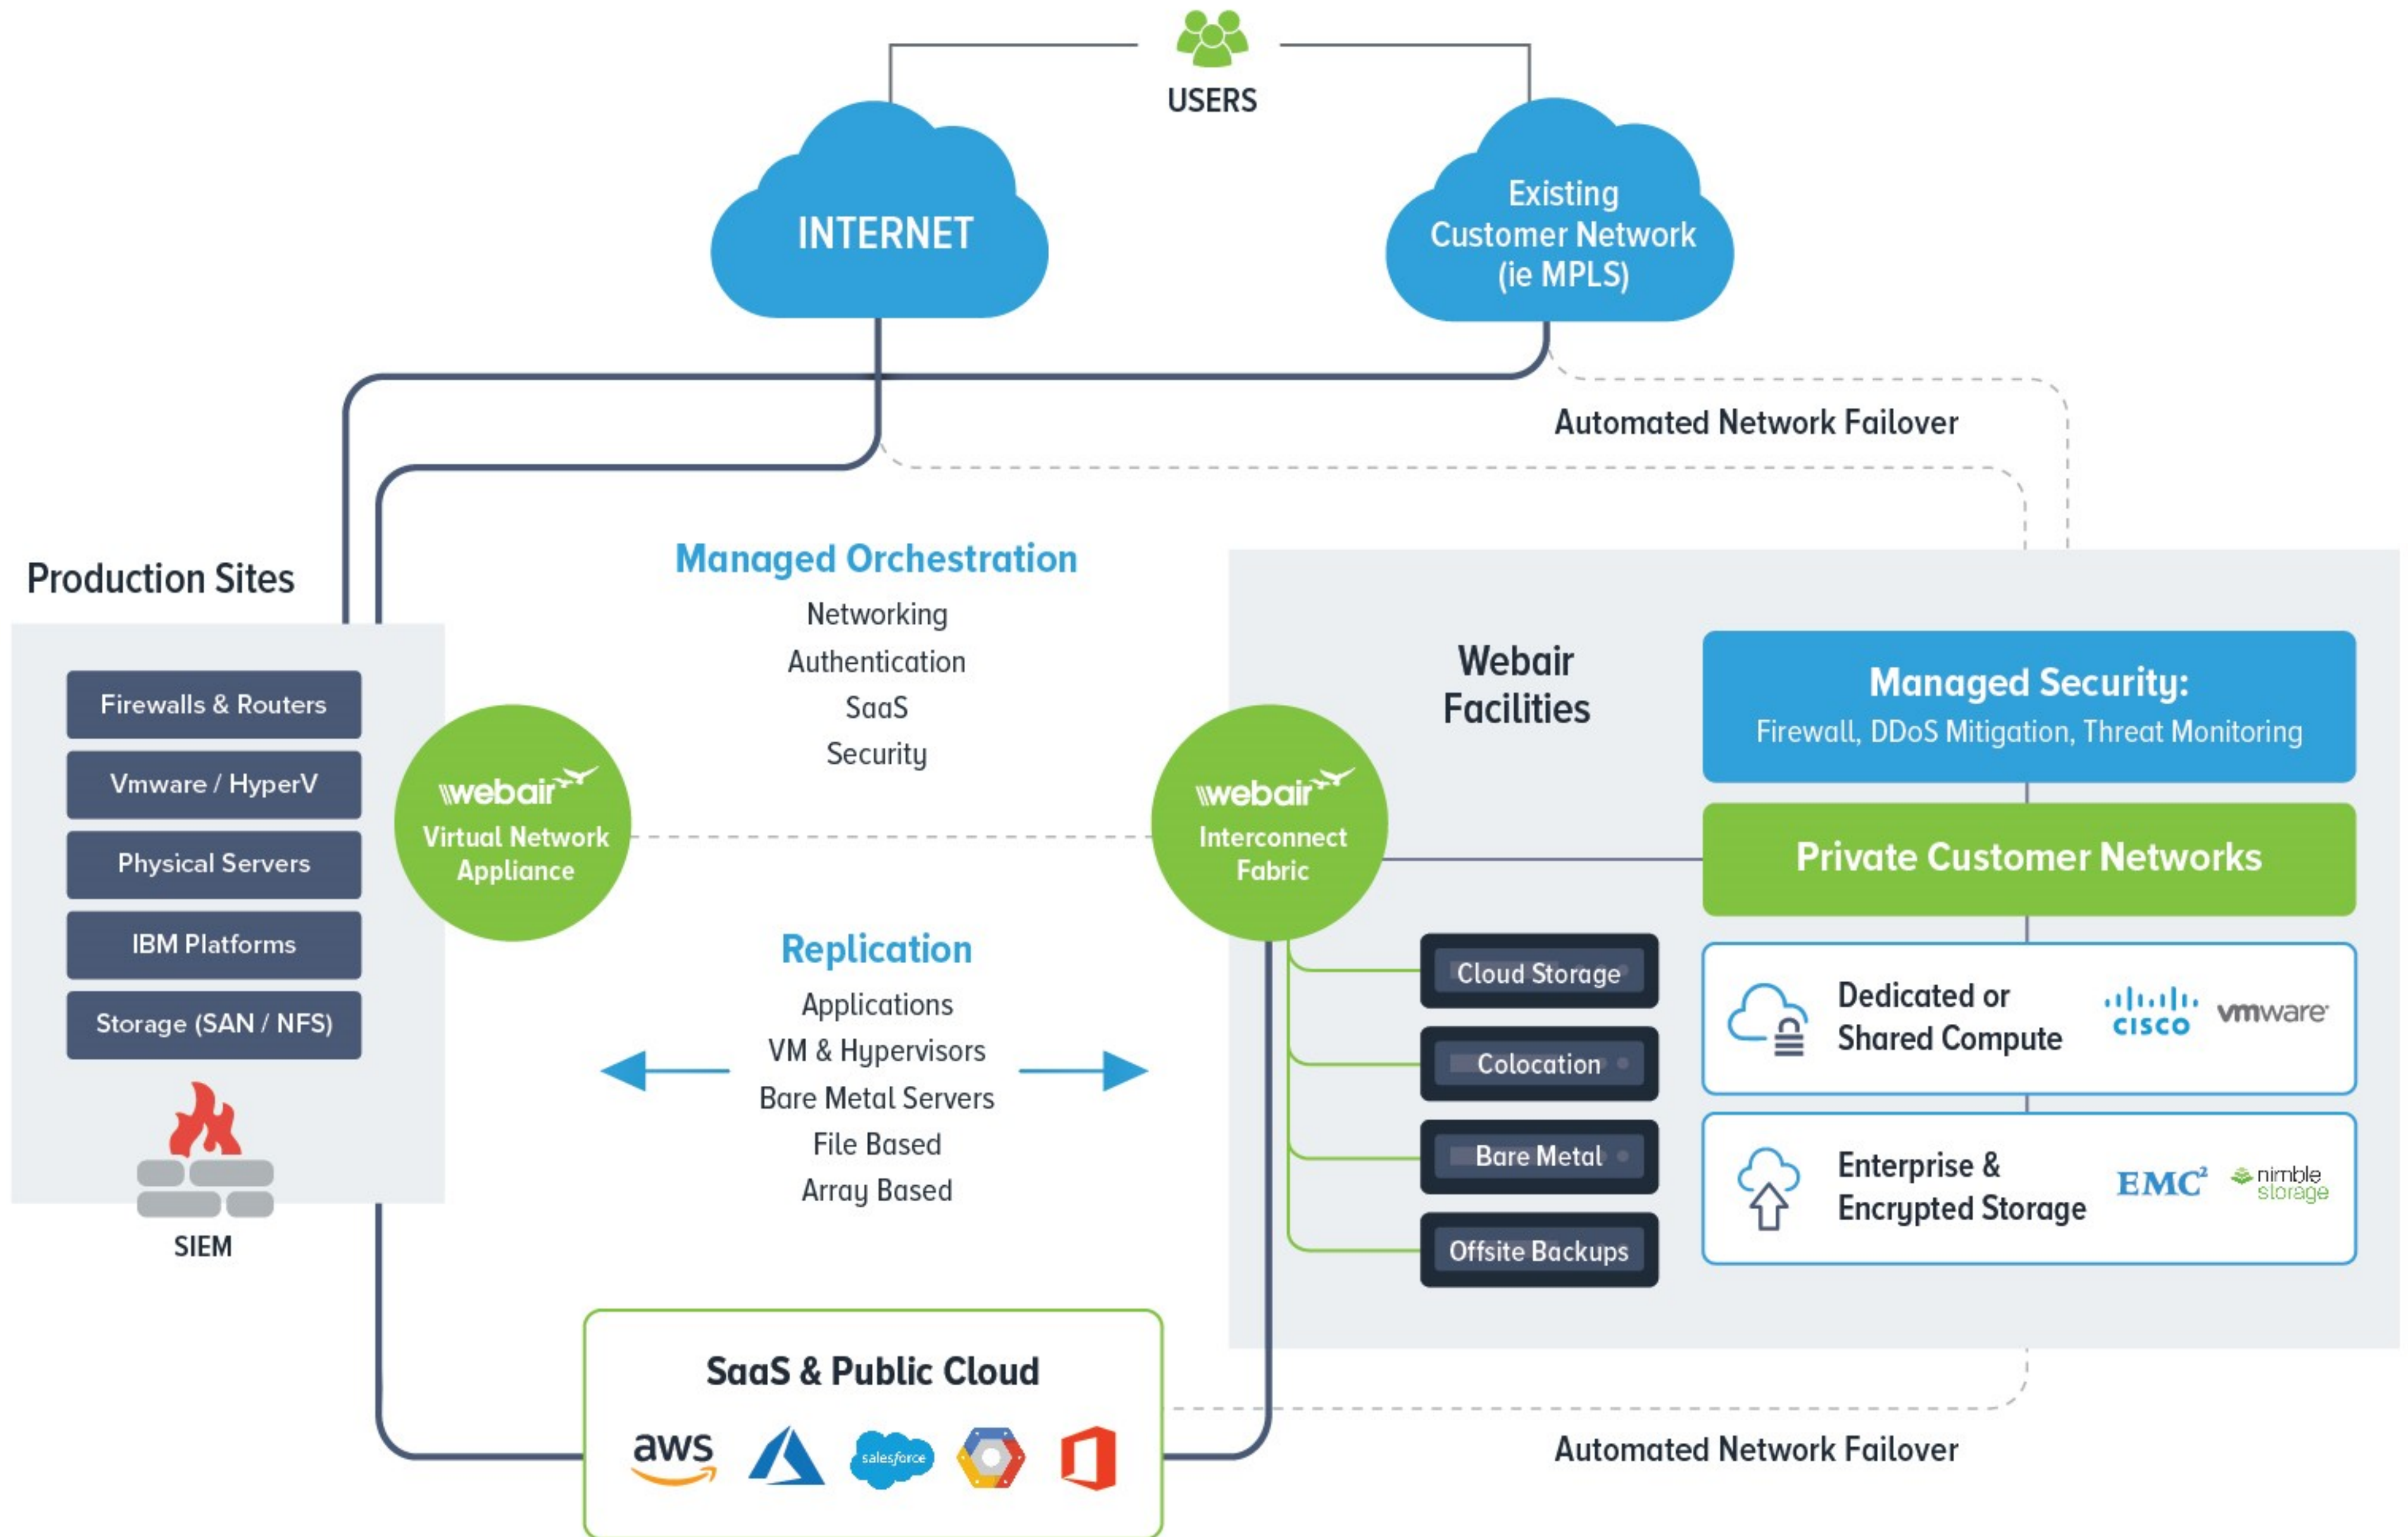 USERS
INTERNET
Existing
Customer Network
(ie MPLS)
Automated Network Failover
Production Sites
Firewalls & Routers
Vmware / HyperV
Physical Servers
IBM Platforms
Storage (SAN / NFS)
SIEM
webair
Virtual Network
Appliance
Managed Orchestration
Networking
Authentication
SaaS
Security
Replication
Applications
VM & Hypervisors
Bare Metal Servers
File Based
Array Based
webair
Interconnect
Fabric
Webair
Facilities
Cloud Storage
Colocation
Bare Metal
Offsite Backups
Managed Security:
Firewall, DDoS Mitigation, Threat Monitoring
Private Customer Networks
Dedicated or
Shared Compute
CISCO
vmware
Enterprise &
Encrypted Storage
EMC²
nimble
storage
SaaS & Public Cloud
aws
salesforce
Automated Network Failover